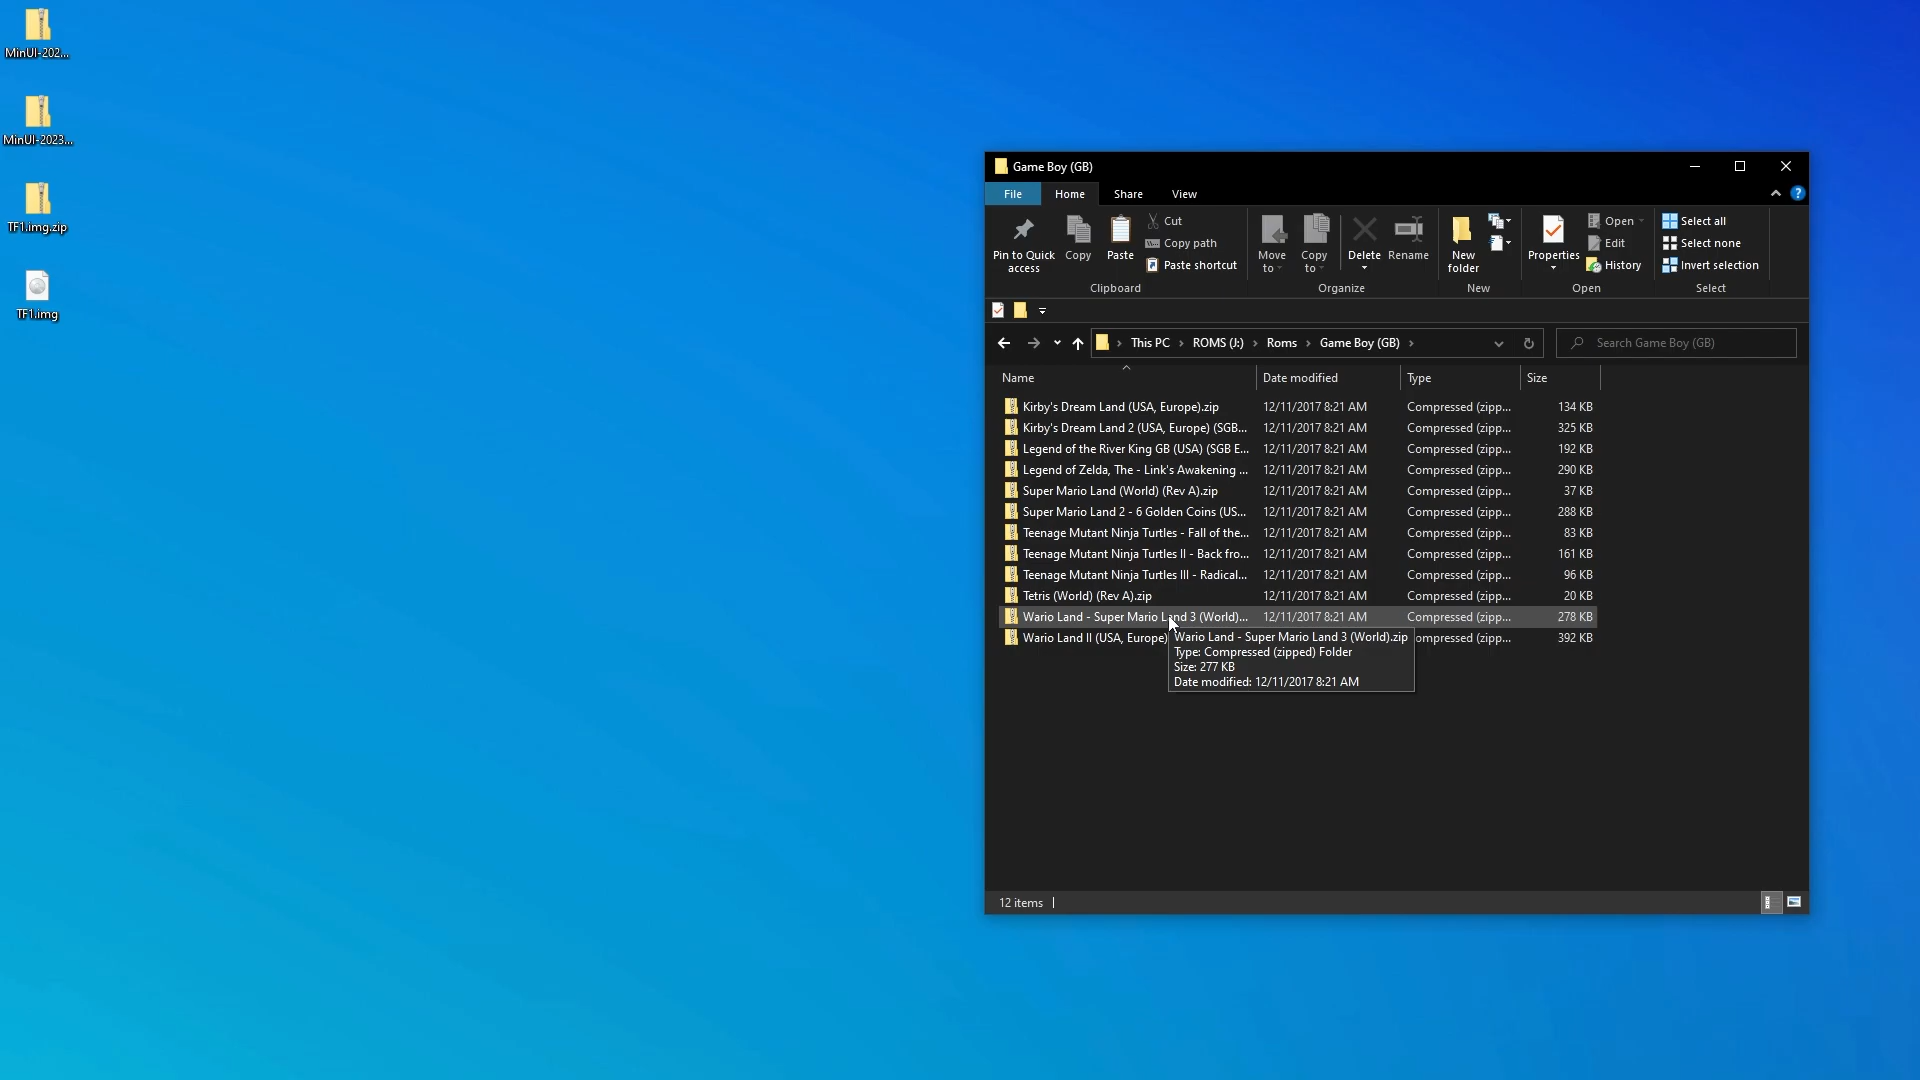 MinUI-202...
MinUI-2023...
TF1.img.zip
TF1.img
Game Boy (GB)
File Home Share View
Pin to Quick access
Copy
Paste
Cut
Copy path
Paste shortcut
Clipboard
Move to
Copy to
Delete
Rename
Organize
New folder
New
Properties
Open
Edit
History
Open
Select all
Select none
Invert selection
Select
This PC > ROMS (J:) > Roms > Game Boy (GB) >
Search Game Boy (GB)
Name Date modified Type Size
Kirby's Dream Land (USA, Europe).zip 12/11/2017 8:21 AM Compressed (zipp... 134 KB
Kirby's Dream Land 2 (USA, Europe) (SGB... 12/11/2017 8:21 AM Compressed (zipp... 325 KB
Legend of the River King GB (USA) (SGB E... 12/11/2017 8:21 AM Compressed (zipp... 192 KB
Legend of Zelda, The - Link's Awakening ... 12/11/2017 8:21 AM Compressed (zipp... 290 KB
Super Mario Land (World) (Rev A).zip 12/11/2017 8:21 AM Compressed (zipp... 37 KB
Super Mario Land 2 - 6 Golden Coins (US... 12/11/2017 8:21 AM Compressed (zipp... 288 KB
Teenage Mutant Ninja Turtles - Fall of the... 12/11/2017 8:21 AM Compressed (zipp... 83 KB
Teenage Mutant Ninja Turtles II - Back fro... 12/11/2017 8:21 AM Compressed (zipp... 161 KB
Teenage Mutant Ninja Turtles III - Radical... 12/11/2017 8:21 AM Compressed (zipp... 96 KB
Tetris (World) (Rev A).zip 12/11/2017 8:21 AM Compressed (zipp... 20 KB
Wario Land - Super Mario Land 3 (World)... 12/11/2017 8:21 AM Compressed (zipp... 278 KB
Wario Land II (USA, Europe) ompressed (zipp... 392 KB
Wario Land - Super Mario Land 3 (World).zip
Type: Compressed (zipped) Folder
Size: 277 KB
Date modified: 12/11/2017 8:21 AM
12 items